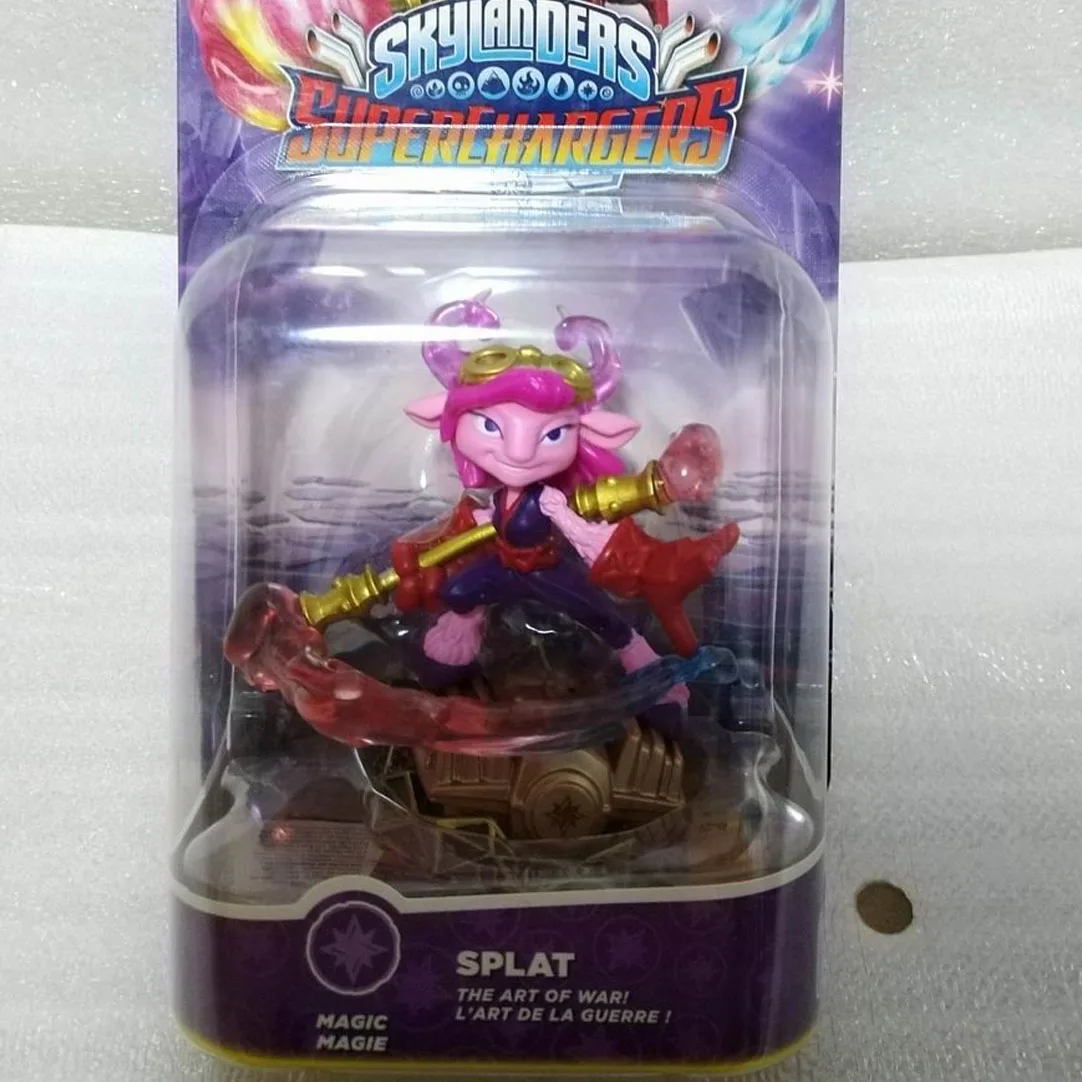 SKYLANDERS
SUPERCHARGERS
SPLAT
THE ART OF WAR!
L'ART DE LA GUERRE !
MAGIC
MAGIE